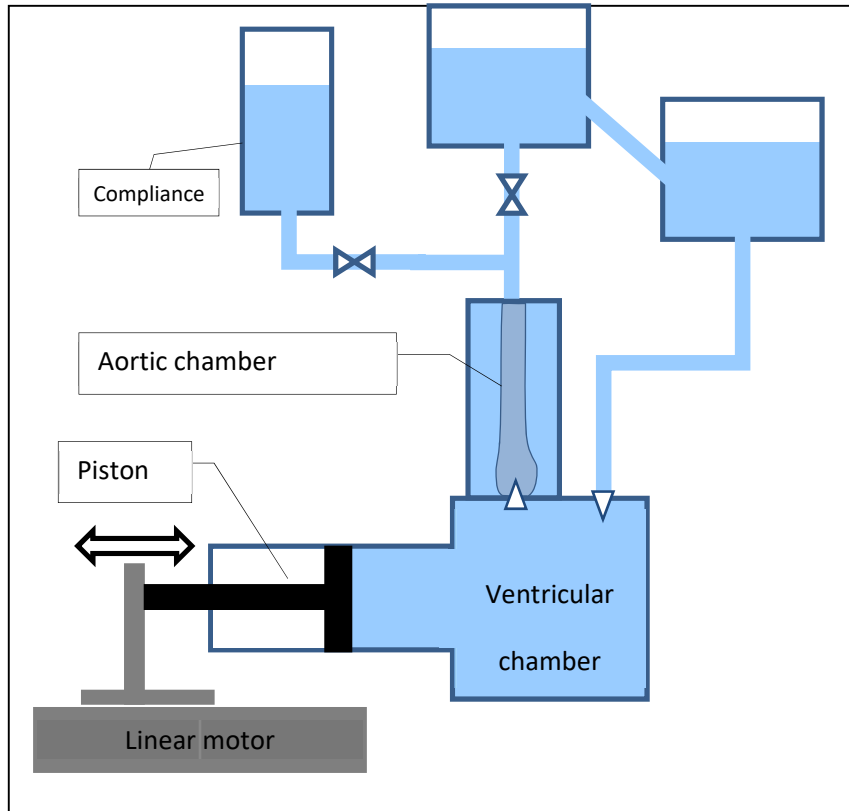 Compliance
Aortic chamber
Piston
Ventricular
chamber
Linear motor